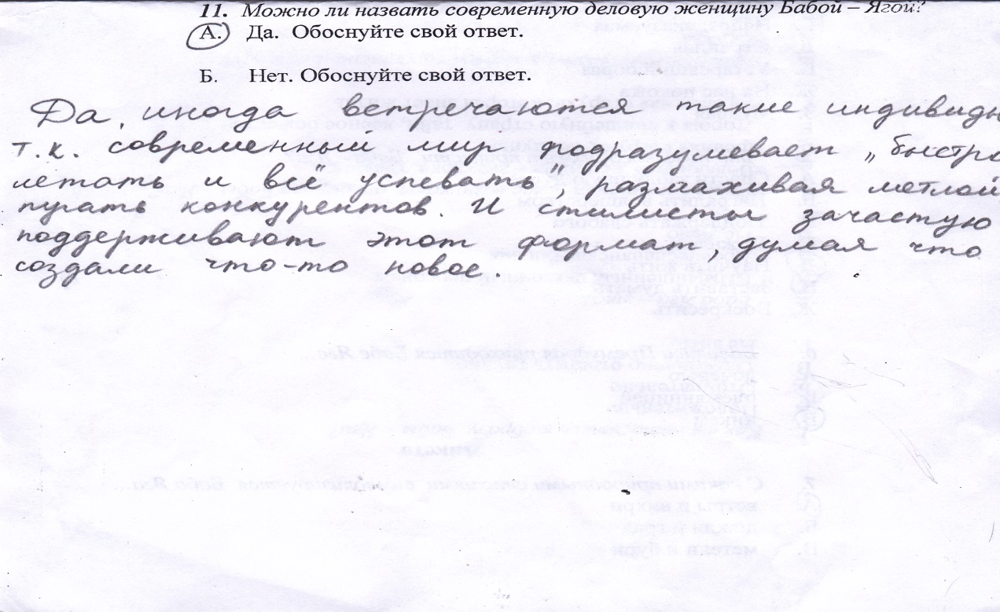 11. Можно ли назвать современную деловую женщину Бабой – Ягой?
А. Да. Обоснуйте свой ответ.
Б. Нет. Обоснуйте свой ответ.
Да, иногда встречаются такие индивиды
т.к. современный мир подразумевает „быстро
летать и всё успевать", размахивая метлой
пугать конкурентов. И стилисты зачастую
поддерживают этот формат, думая что
создали что-то новое.